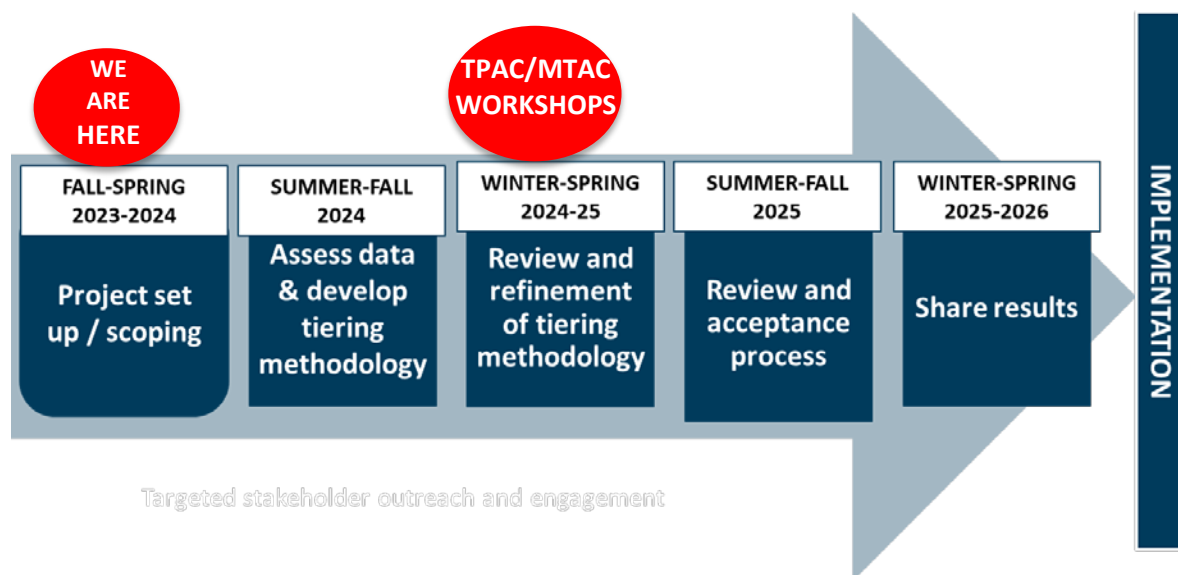 WE
ARE
HERE
TPAC/MTAC
WORKSHOPS
FALL-SPRING
2023-2024
Project set
up / scoping
SUMMER-FALL
2024
Assess data
& develop
tiering
methodology
WINTER-SPRING
2024-25
Review and
refinement
of tiering
methodology
SUMMER-FALL
2025
Review and
acceptance
process
WINTER-SPRING
2025-2026
Share results
IMPLEMENTATION
Targeted stakeholder outreach and engagement